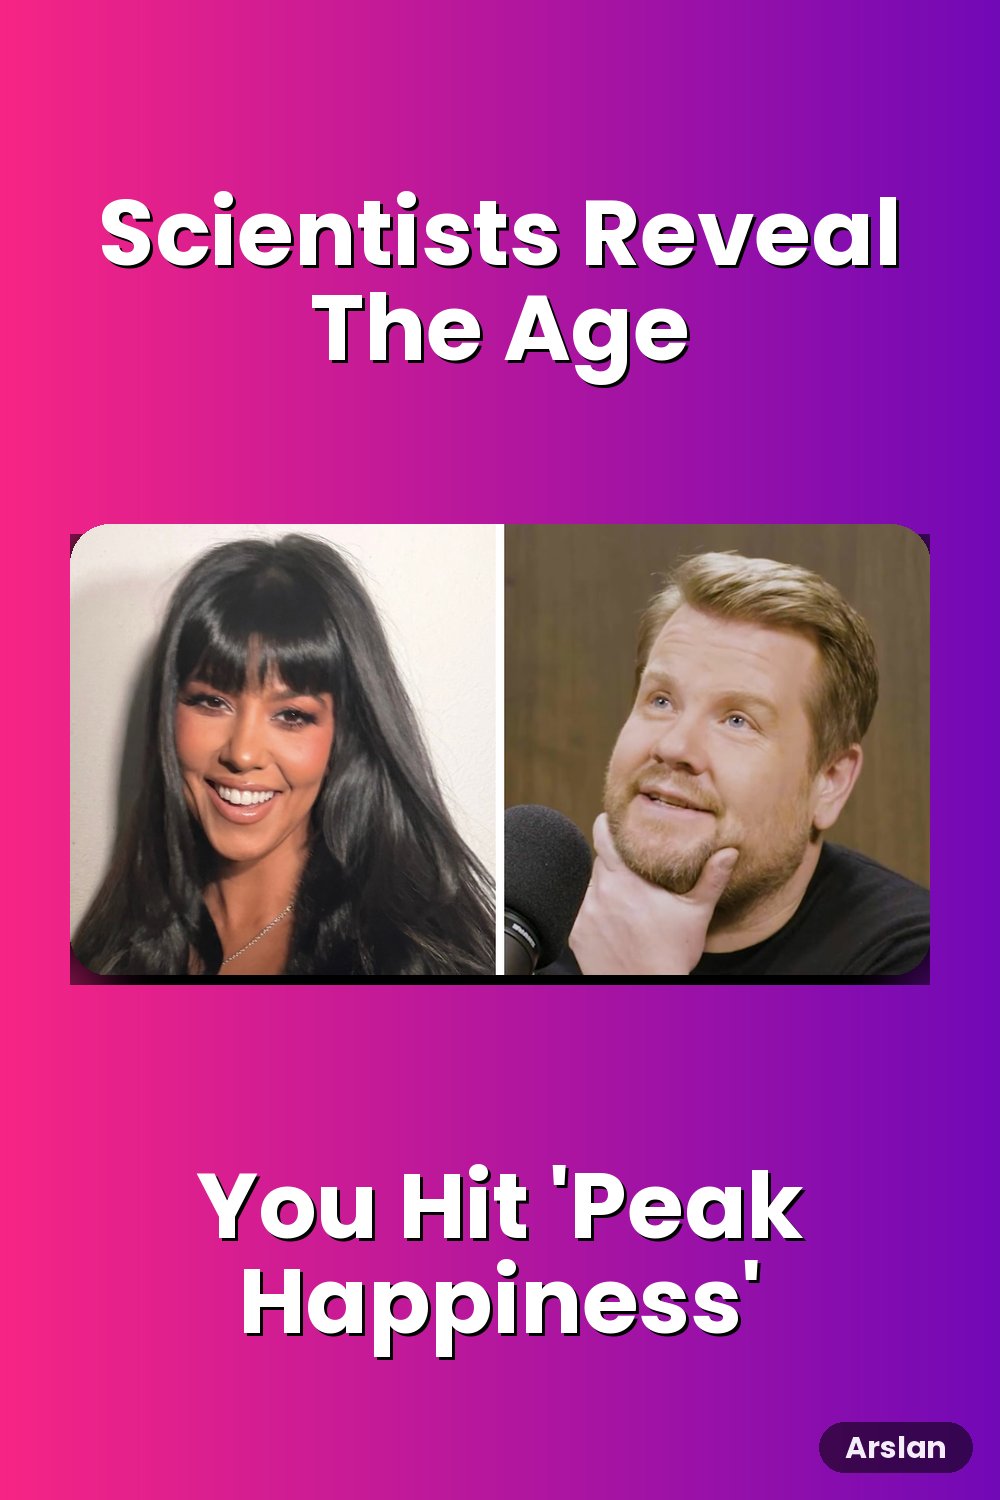 Scientists Reveal
The Age
You Hit 'Peak
Happiness'
Arslan